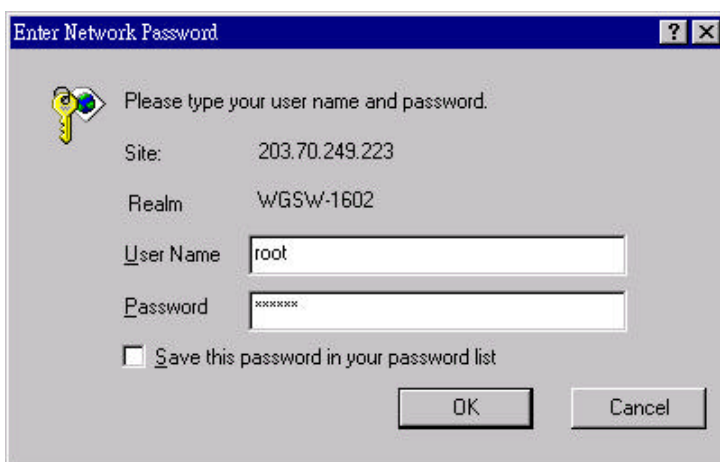 Enter Network Password
Please type your user name and password.
Site: 203.70.249.223
Realm WGSW-1602
User Name root
Password ******
Save this password in your password list
OK Cancel